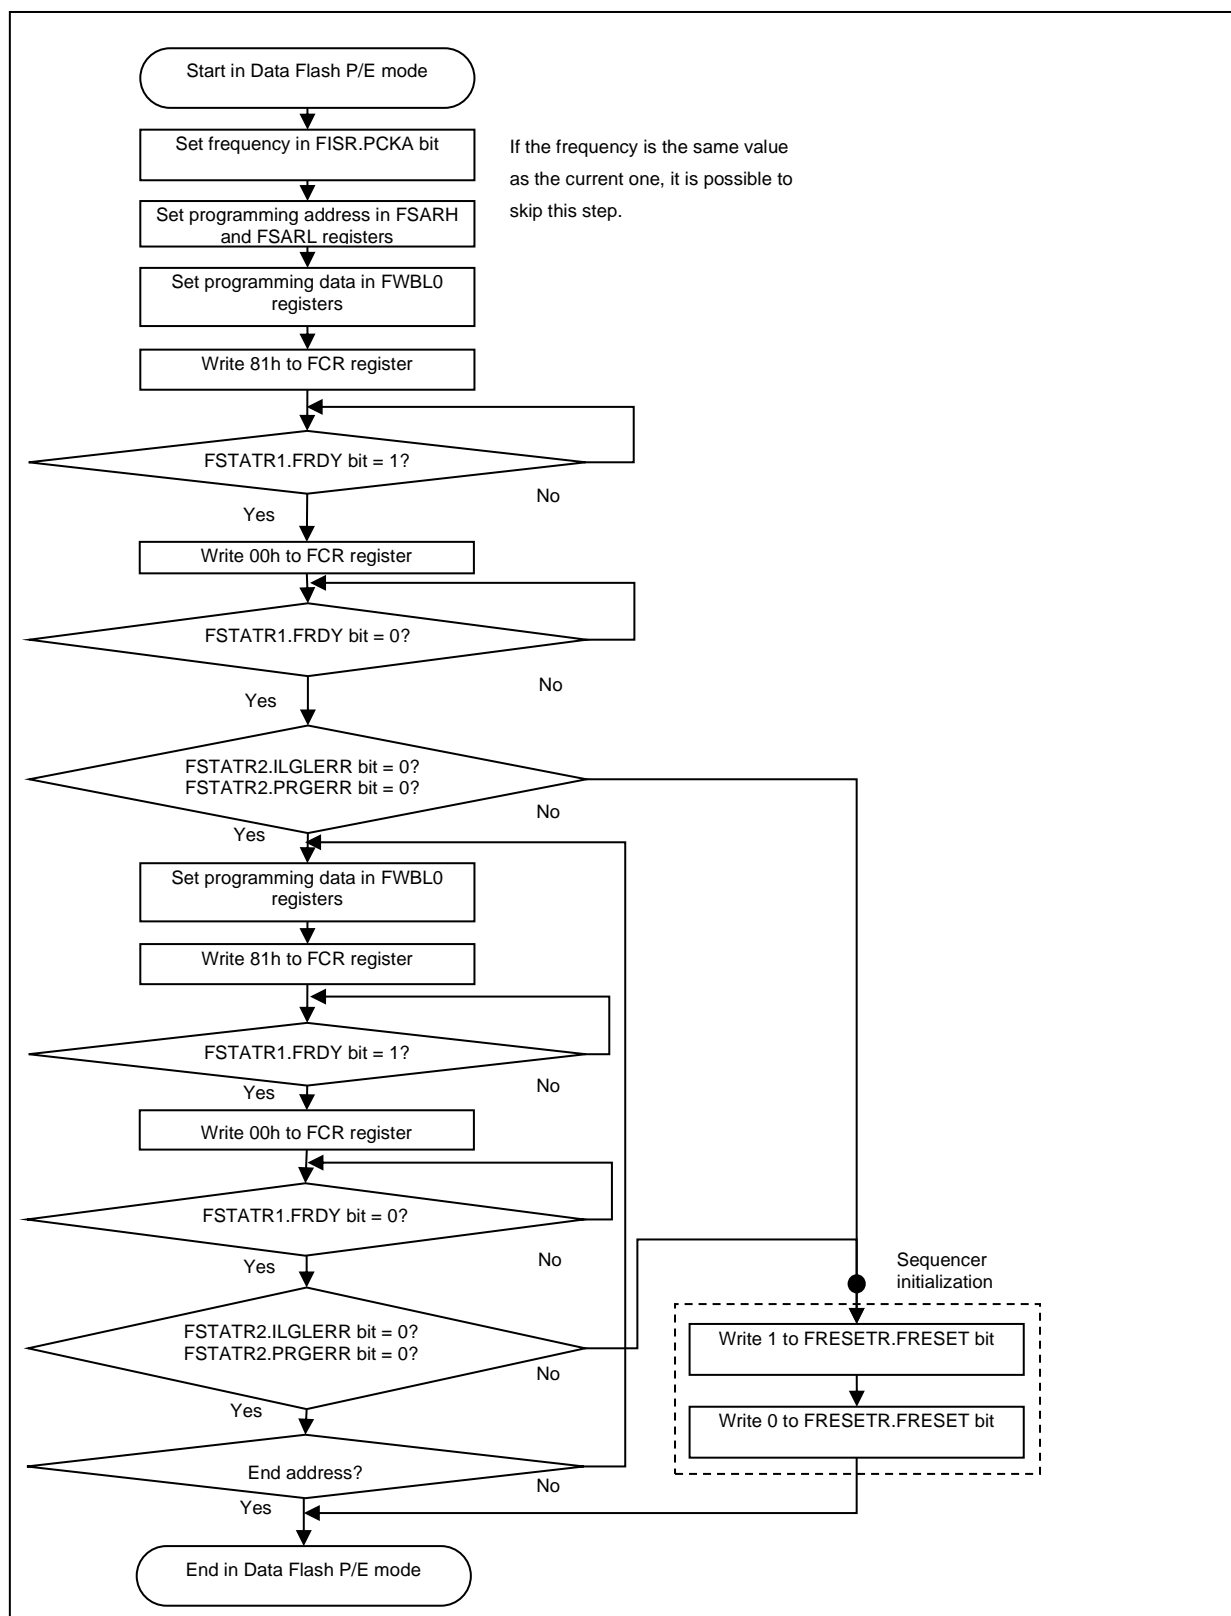 Start in Data Flash P/E mode
Set frequency in FISR.PCKA bit
If the frequency is the same value
as the current one, it is possible to
skip this step.
Set programming address in FSARH
and FSARL registers
Set programming data in FWBL0
registers
Write 81h to FCR register
FSTATR1.FRDY bit = 1?
No
Yes
Write 00h to FCR register
FSTATR1.FRDY bit = 0?
No
Yes
FSTATR2.ILGLERR bit = 0?
FSTATR2.PRGERR bit = 0?
No
Yes
Set programming data in FWBL0
registers
Write 81h to FCR register
FSTATR1.FRDY bit = 1?
No
Yes
Write 00h to FCR register
FSTATR1.FRDY bit = 0?
No
Yes
Sequencer
initialization
FSTATR2.ILGLERR bit = 0?
FSTATR2.PRGERR bit = 0?
No
Yes
Write 1 to FRESETR.FRESET bit
Write 0 to FRESETR.FRESET bit
End address?
No
Yes
End in Data Flash P/E mode